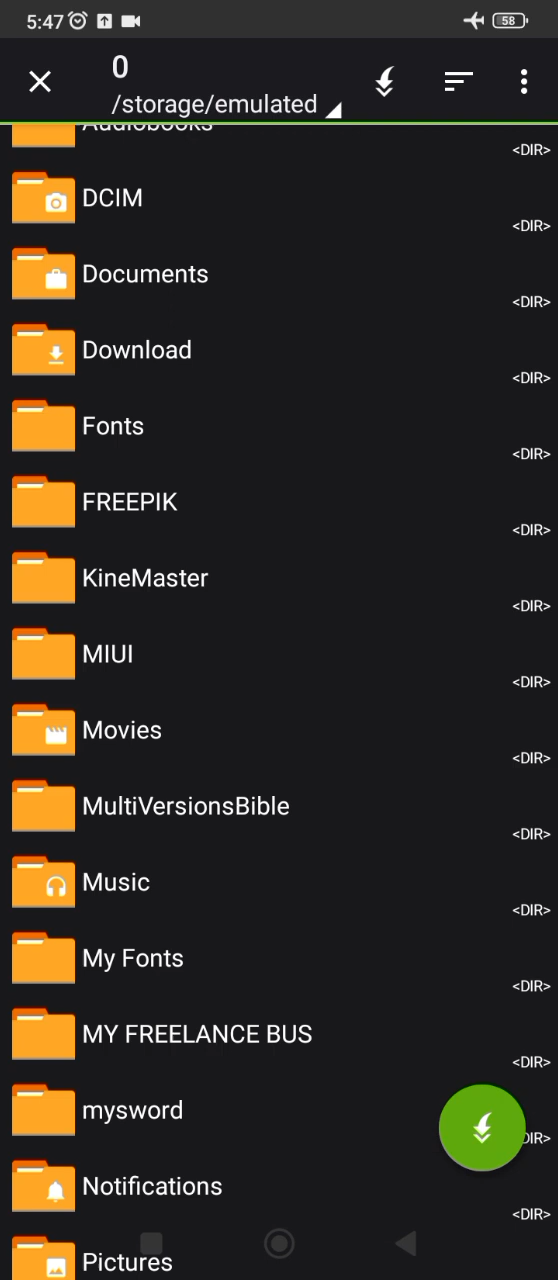 5:47
58
0
/storage/emulated
Audiobooks
<DIR>
DCIM
<DIR>
Documents
<DIR>
Download
<DIR>
Fonts
<DIR>
FREEPIK
<DIR>
KineMaster
<DIR>
MIUI
<DIR>
Movies
<DIR>
MultiVersionsBible
<DIR>
Music
<DIR>
My Fonts
<DIR>
MY FREELANCE BUS
<DIR>
mysword
DIR>
Notifications
<DIR>
Pictures